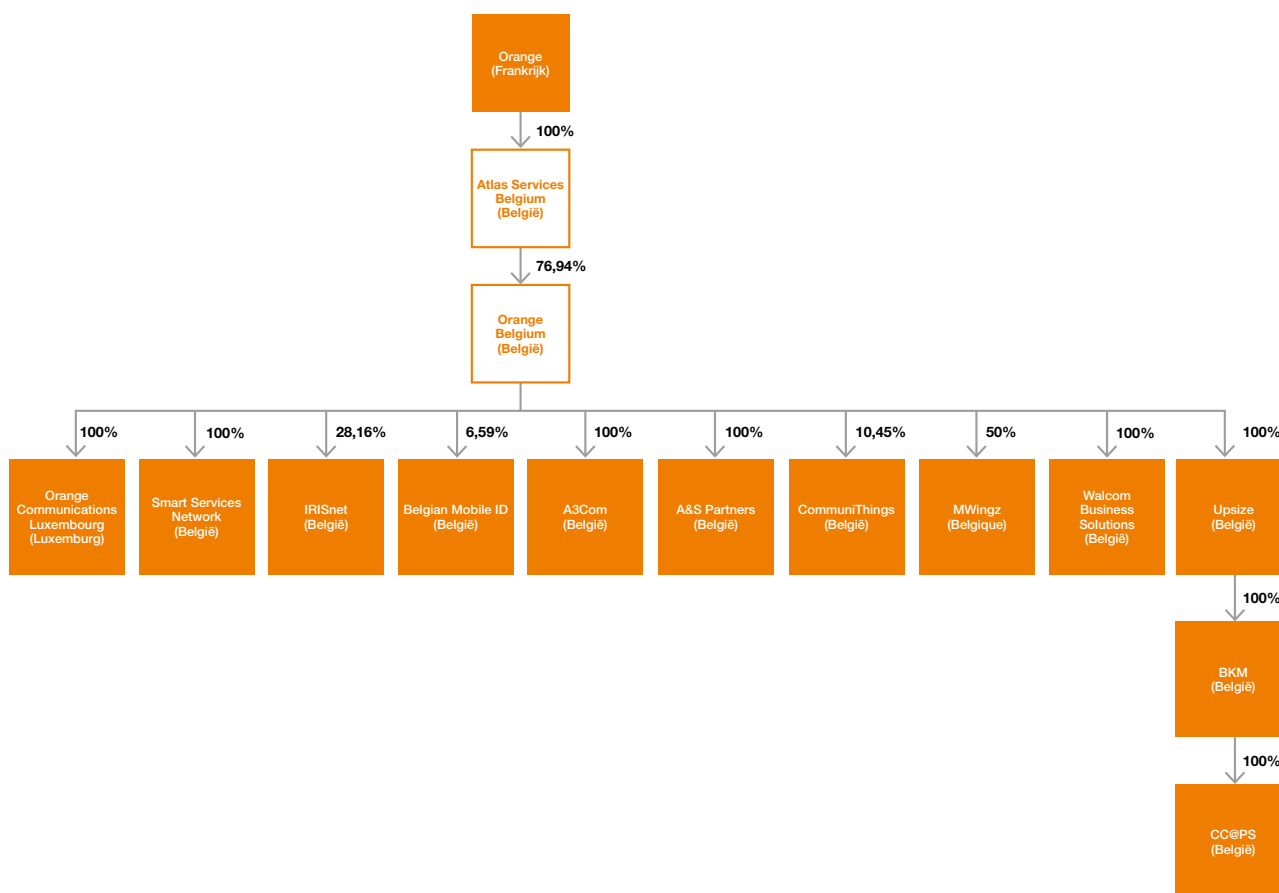 Orange
(Frankrijk)
100%
Atlas Services
Belgium
(België)
76,94%
Orange
Belgium
(België)
100%
100%
28,16%
6,59%
100%
100%
10,45%
50%
100%
100%
Orange
Communications
Luxembourg
(Luxemburg)
Smart Services
Network
(België)
IRISnet
(België)
Belgian Mobile ID
(België)
A3Com
(België)
A&S Partners
(België)
CommuniThings
(België)
MWingz
(Belgique)
Walcom
Business
Solutions
(België)
Upsize
(België)
100%
BKM
(België)
100%
CC@PS
(België)